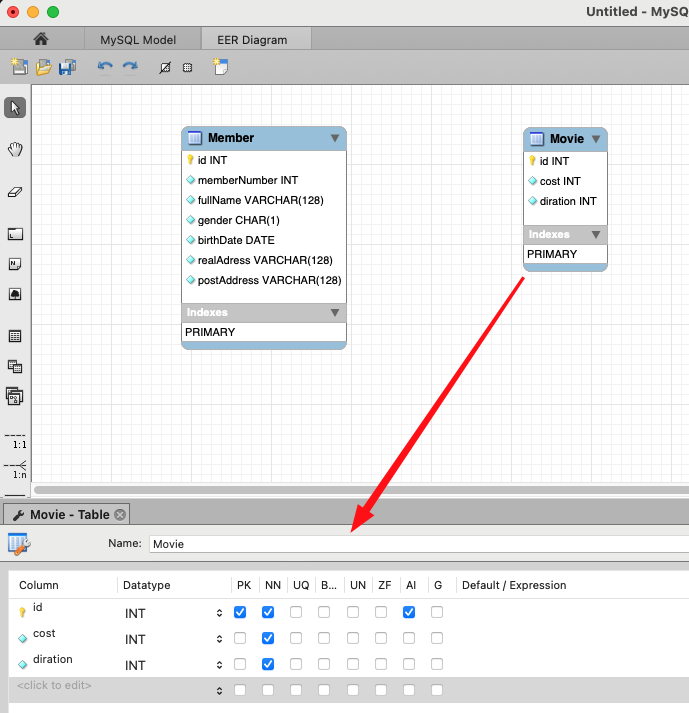 Untitled - MySQ
MySQL Model
EER Diagram
Member
id INT
memberNumber INT
fullName VARCHAR(128)
gender CHAR(1)
birthDate DATE
realAdress VARCHAR(128)
postAddress VARCHAR(128)
Indexes
PRIMARY
Movie
id INT
cost INT
diration INT
Indexes
PRIMARY
1:1
1:n
Movie - Table
Name: Movie
Column Datatype PK NN UQ B... UN ZF AI G Default / Expression
id INT
cost INT
diration INT
<click to edit>